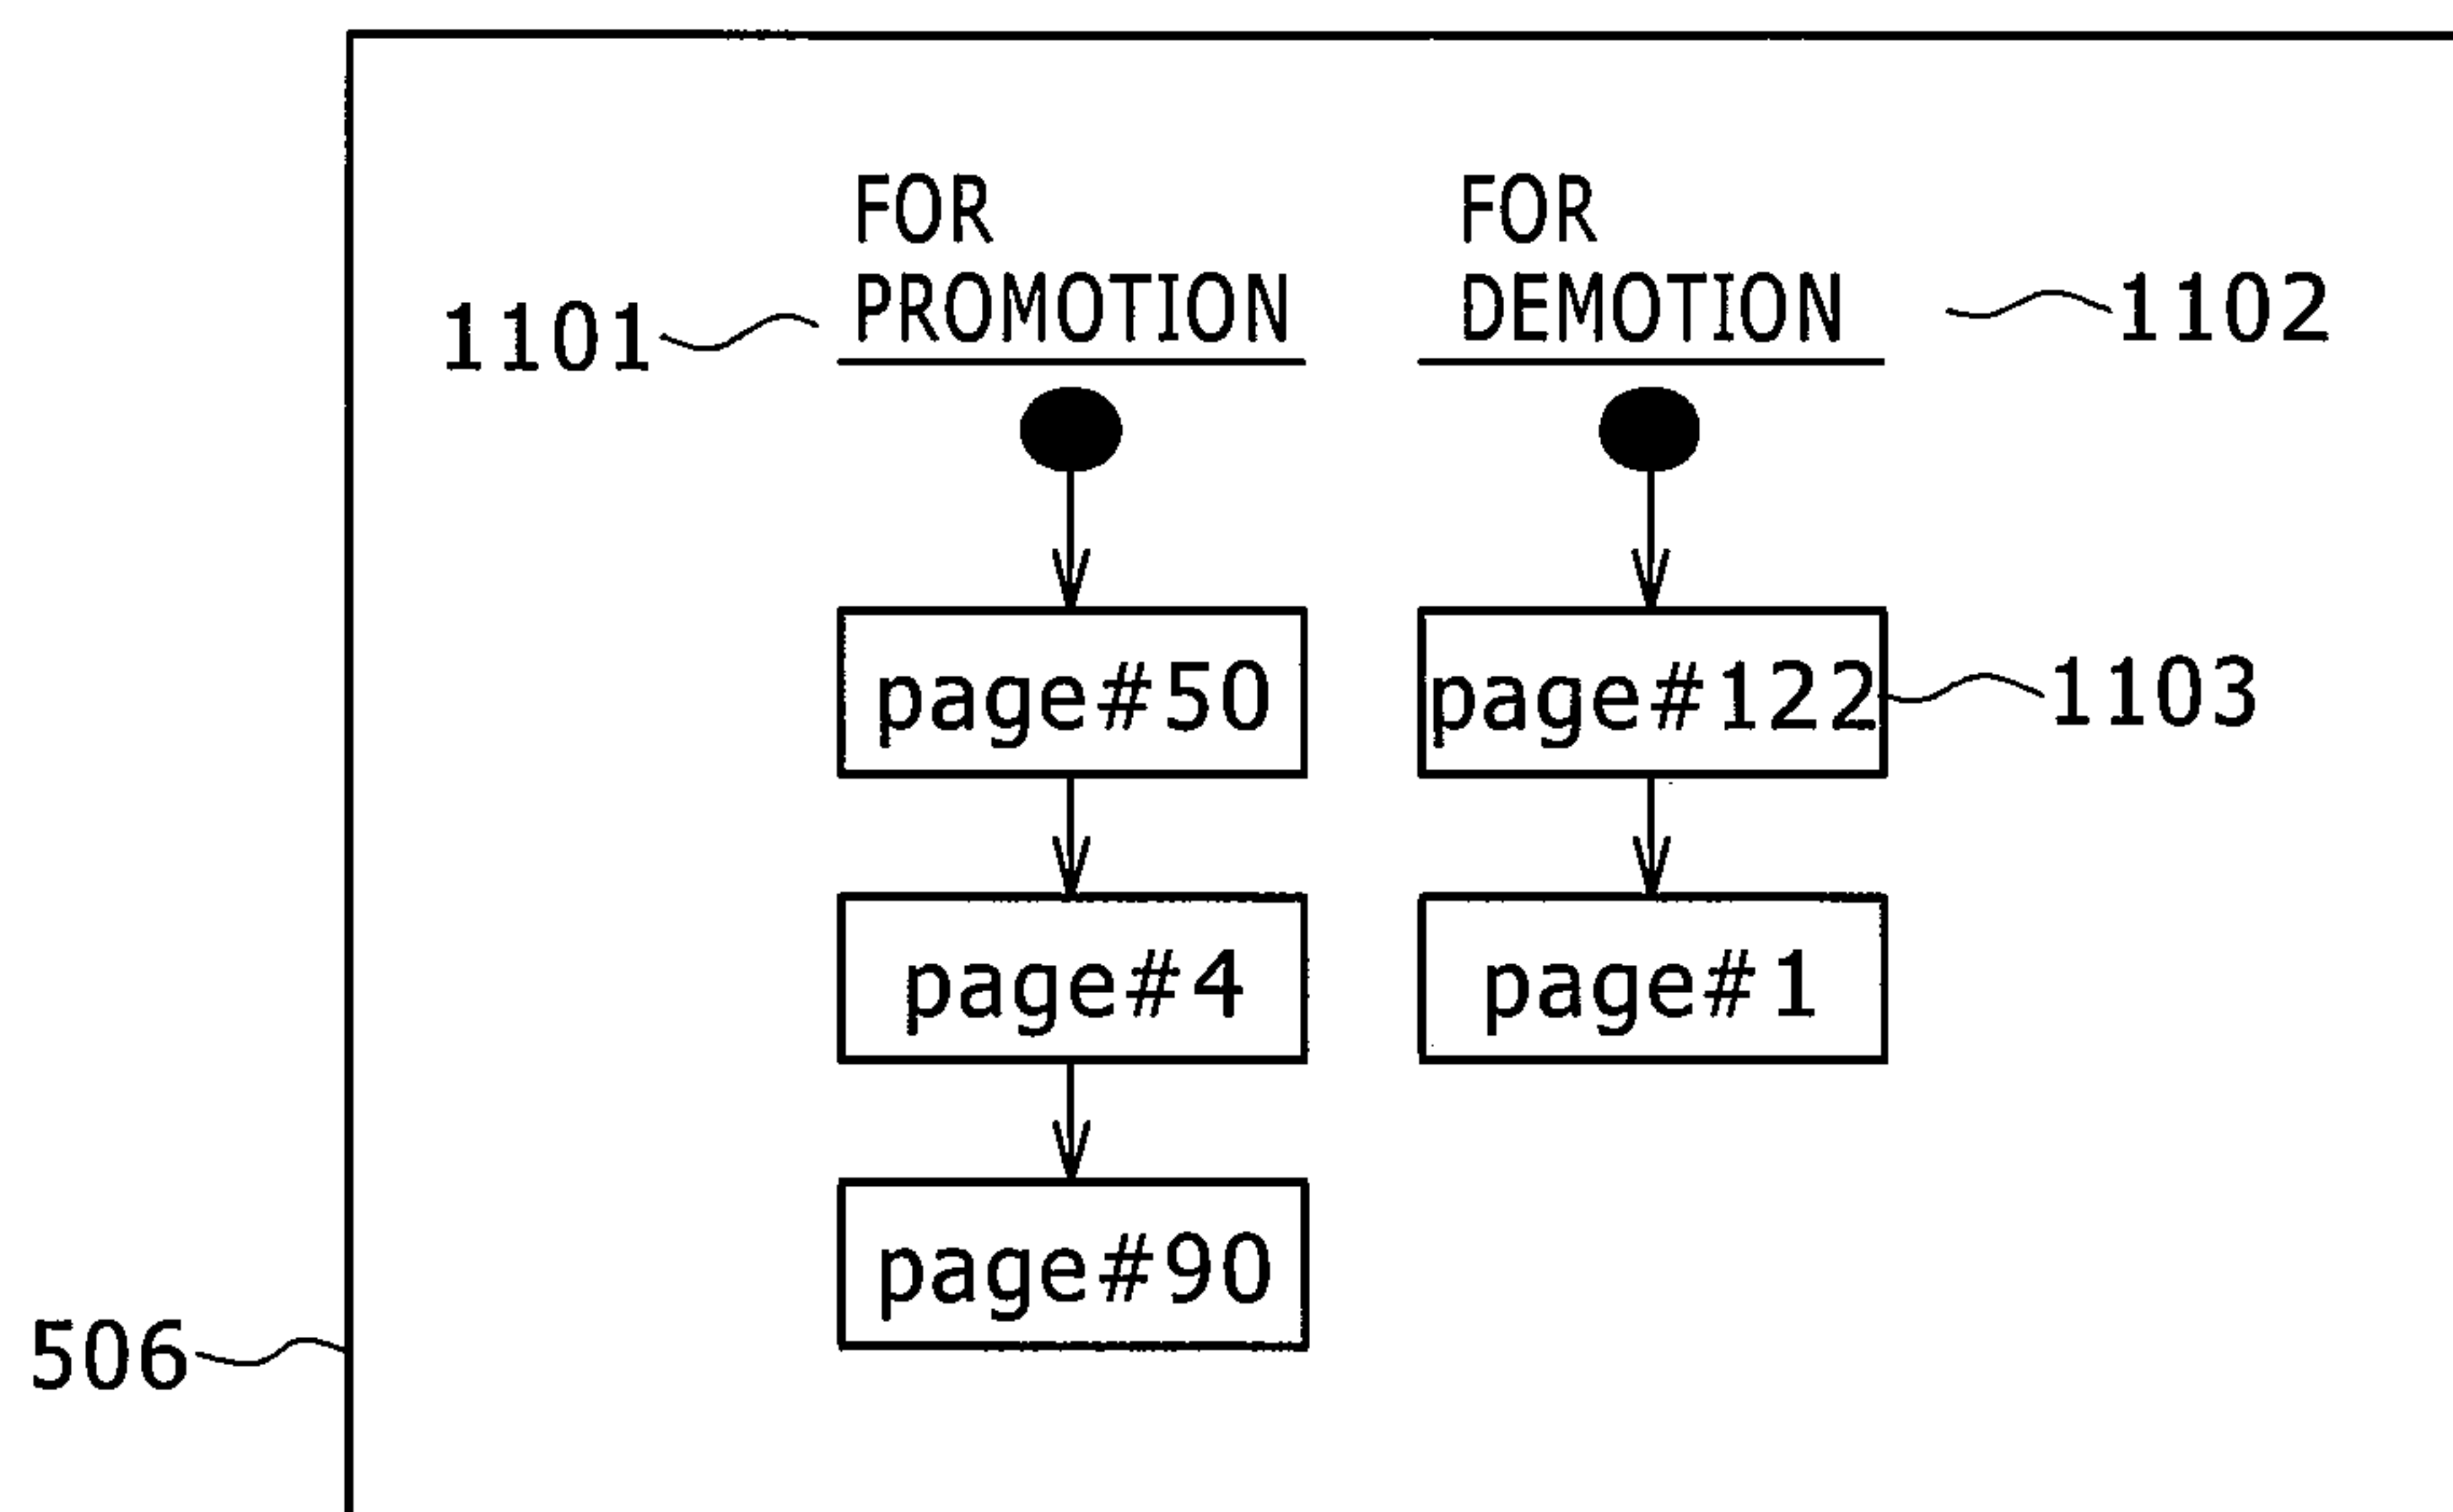 FOR
PROMOTION
FOR
DEMOTION
1101
1102
page#50
page#122
1103
page#4
page#1
page#90
506